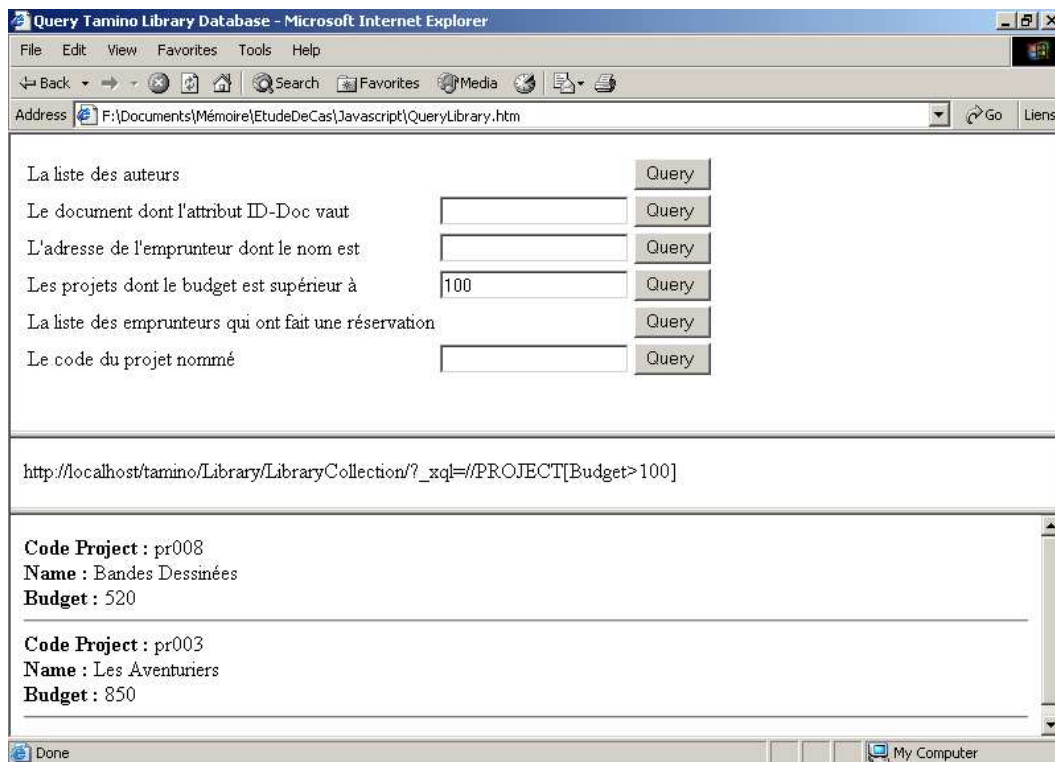 Query Tamino Library Database - Microsoft Internet Explorer
File Edit View Favorites Tools Help
Back Search Favorites Media
Address F:\Documents\Mémoire\EtudeDeCas\Javascript\QueryLibrary.htm Go Liens
La liste des auteurs Query
Le document dont l'attribut ID-Doc vaut Query
L'adresse de l'emprunteur dont le nom est Query
Les projets dont le budget est supérieur à 100 Query
La liste des emprunteurs qui ont fait une réservation Query
Le code du projet nommé Query
http://localhost/tamino/Library/LibraryCollection/?_xql=//PROJECT[Budget>100]
Code Project : pr008
Name : Bandes Dessinées
Budget : 520
Code Project : pr003
Name : Les Aventuriers
Budget : 850
Done My Computer